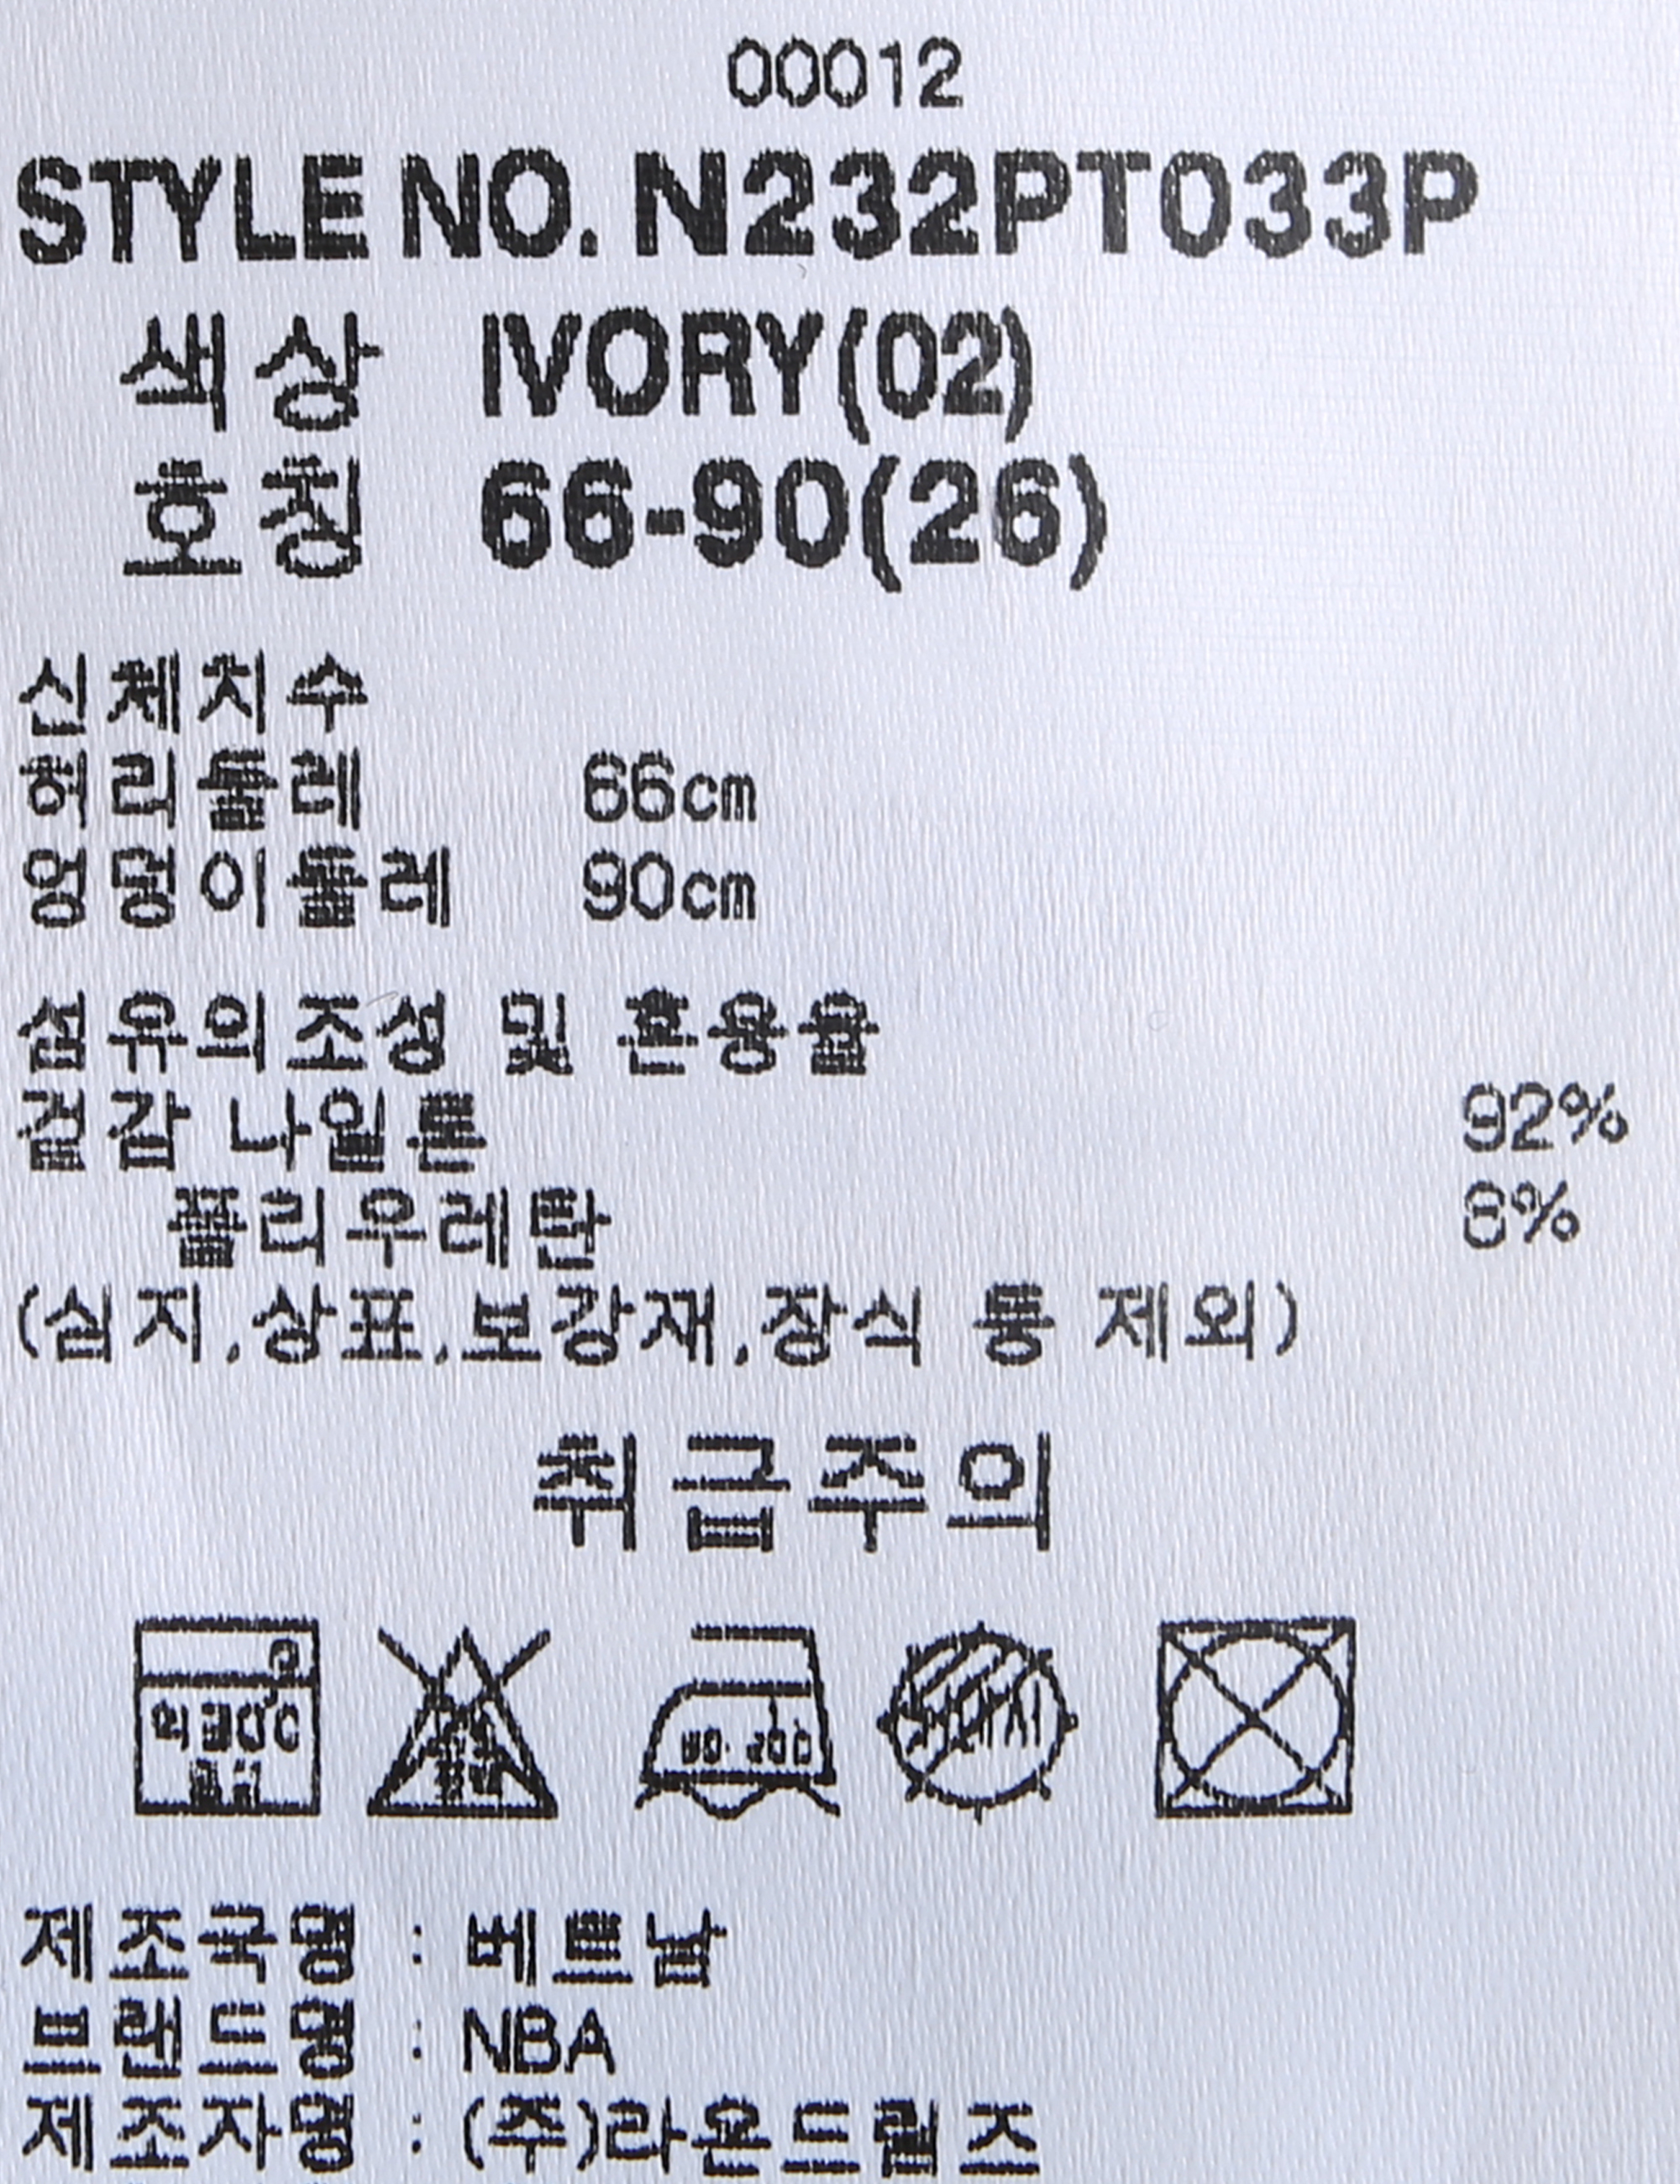 00012
STYLE NO. N232PT033P
색상 IVORY(02)
호칭 66-90(26)
신체치수
허리둘레 66cm
엉덩이둘레 90cm
섬유의조성 및 혼용율
겉감 나일론 92%
폴리우레탄 8%
(심지,상표,보강재,장식 등 제외)
취급주의
약 30℃
제조국명 : 베트남
브랜드명 : NBA
제조자명 : (주)라온드림즈